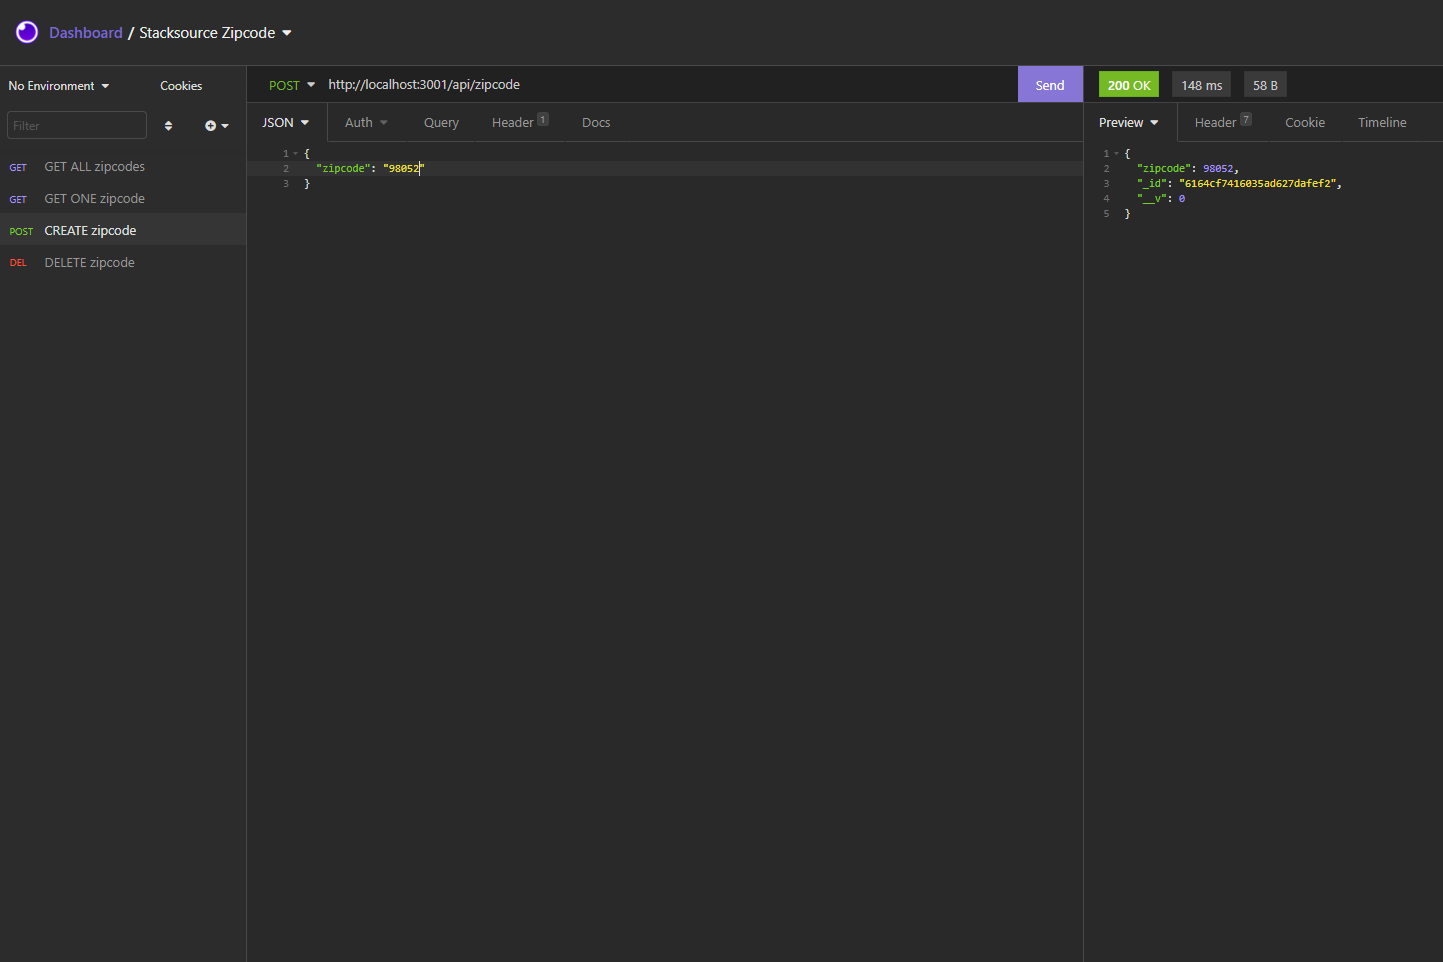 Dashboard / Stacksource Zipcode
No Environment
Cookies
Filter
GET GET ALL zipcodes
GET GET ONE zipcode
POST CREATE zipcode
DEL DELETE zipcode
POST http://localhost:3001/api/zipcode Send
JSON Auth Query Header 1 Docs
1 {
2 "zipcode": "98052"
3 }
200 OK 148 ms 58 B
Preview Header 7 Cookie Timeline
1 {
2 "zipcode": 98052,
3 "_id": "6164cf7416035ad627dafef2",
4 "__v": 0
5 }